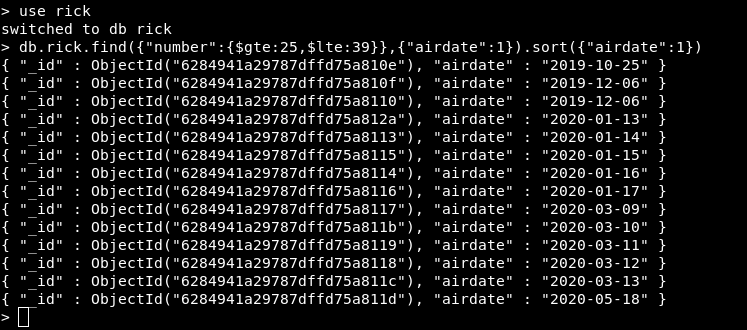 > use rick
switched to db rick
> db.rick.find({"number":{$gte:25,$lte:39}},{"airdate":1}).sort({"airdate":1})
{ "_id" : ObjectId("6284941a29787dffd75a810e"), "airdate" : "2019-10-25" }
{ "_id" : ObjectId("6284941a29787dffd75a810f"), "airdate" : "2019-12-06" }
{ "_id" : ObjectId("6284941a29787dffd75a8110"), "airdate" : "2019-12-06" }
{ "_id" : ObjectId("6284941a29787dffd75a812a"), "airdate" : "2020-01-13" }
{ "_id" : ObjectId("6284941a29787dffd75a8113"), "airdate" : "2020-01-14" }
{ "_id" : ObjectId("6284941a29787dffd75a8115"), "airdate" : "2020-01-15" }
{ "_id" : ObjectId("6284941a29787dffd75a8114"), "airdate" : "2020-01-16" }
{ "_id" : ObjectId("6284941a29787dffd75a8116"), "airdate" : "2020-01-17" }
{ "_id" : ObjectId("6284941a29787dffd75a8117"), "airdate" : "2020-03-09" }
{ "_id" : ObjectId("6284941a29787dffd75a811b"), "airdate" : "2020-03-10" }
{ "_id" : ObjectId("6284941a29787dffd75a8119"), "airdate" : "2020-03-11" }
{ "_id" : ObjectId("6284941a29787dffd75a8118"), "airdate" : "2020-03-12" }
{ "_id" : ObjectId("6284941a29787dffd75a811c"), "airdate" : "2020-03-13" }
{ "_id" : ObjectId("6284941a29787dffd75a811d"), "airdate" : "2020-05-18" }
>